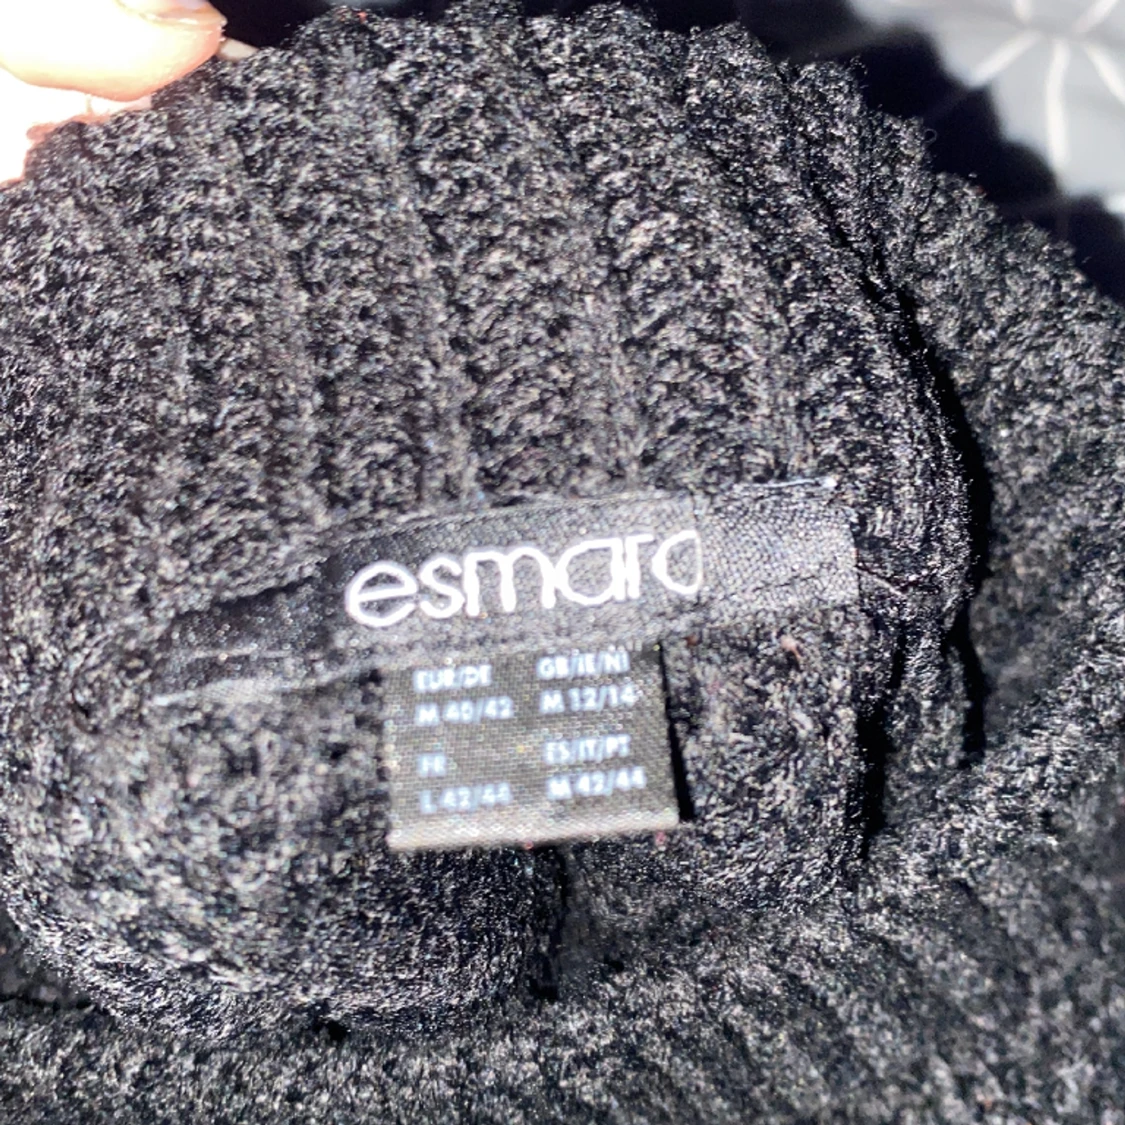 esmara
EUR/DE GB/IE/NI
M 40/42 M 12/14
FR ES/IT/PT
L 42/44 M 42/44